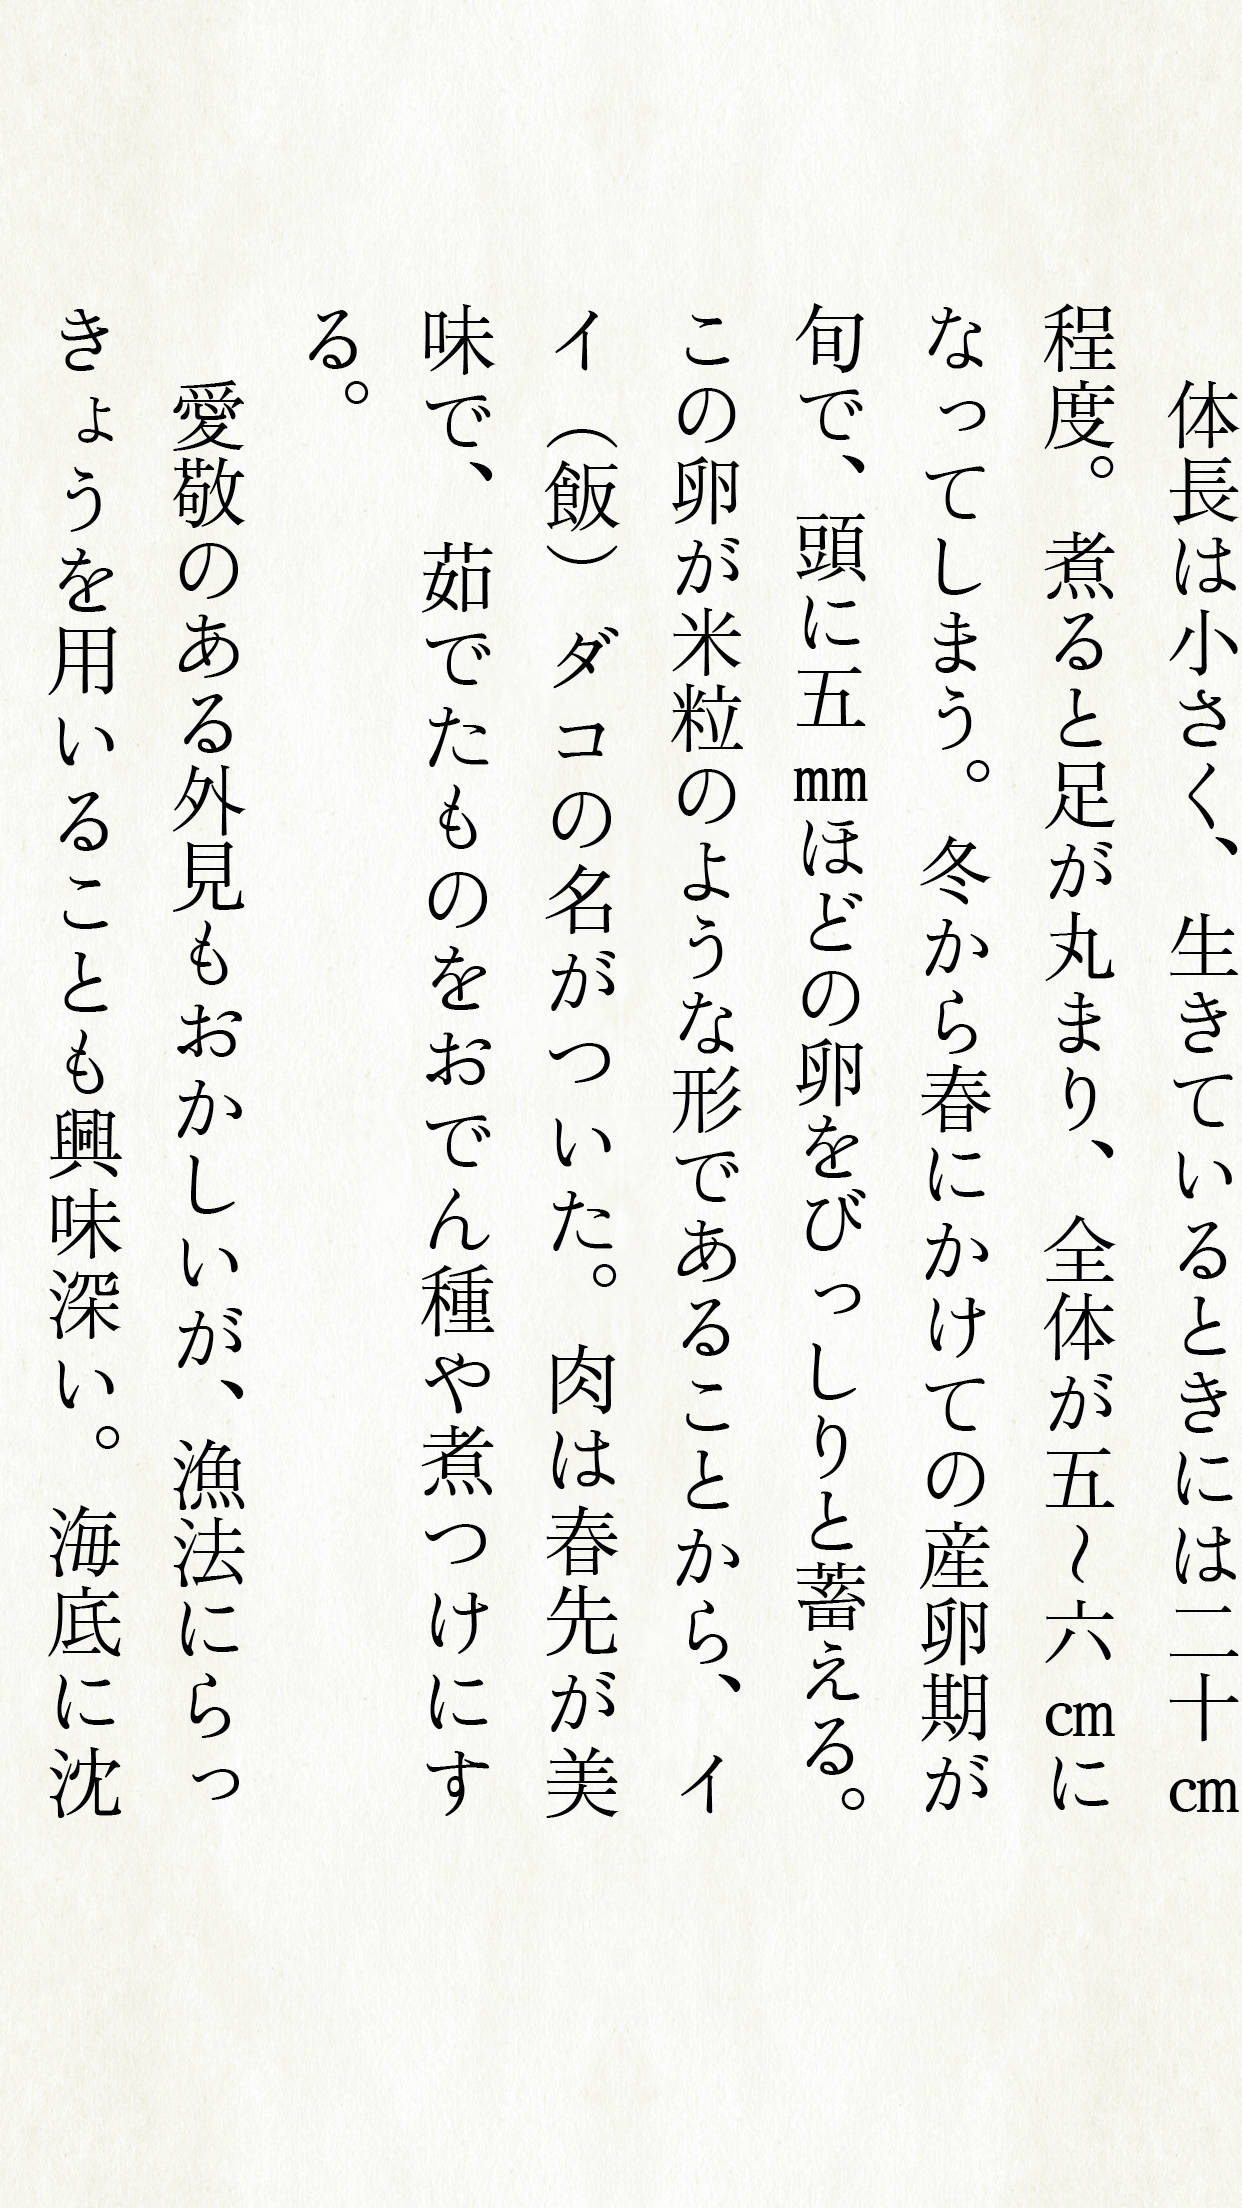 体長は小さく、生きているときには二十㎝
程度。煮ると足が丸まり、全体が五〜六㎝に
なってしまう。冬から春にかけての産卵期が
旬で、頭に五㎜ほどの卵をびっしりと蓄える。
この卵が米粒のような形であることから、イ
イ（飯）ダコの名がついた。肉は春先が美
味で、茹でたものをおでん種や煮つけにす
る。
愛敬のある外見もおかしいが、漁法にらっ
きょうを用いることも興味深い。海底に沈